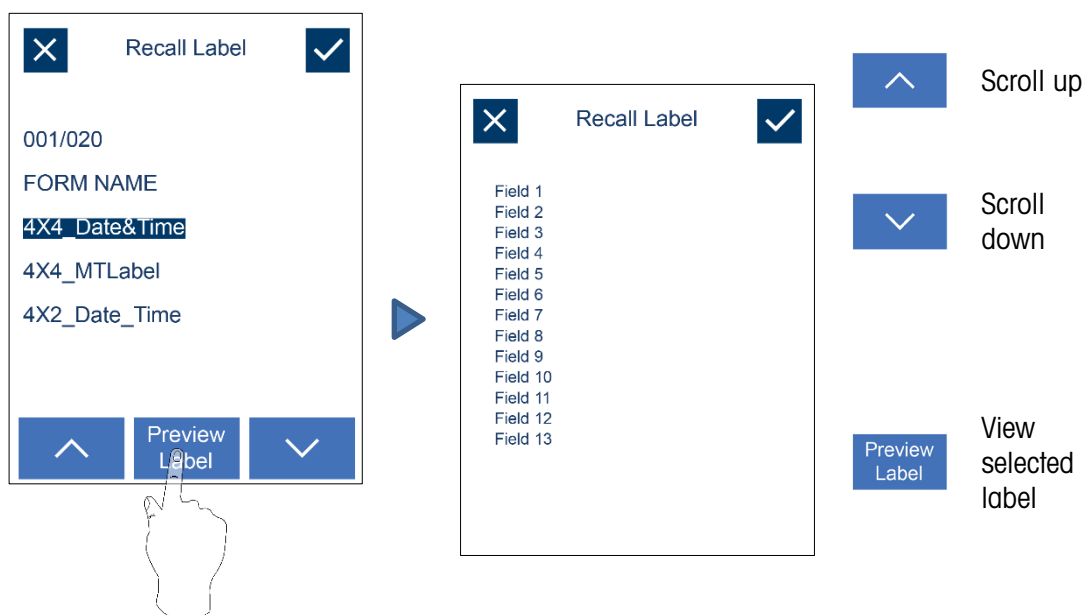 Recall Label
001/020
FORM NAME
4X4_Date&Time
4X4_MTLabel
4X2_Date_Time
Preview
Label
Recall Label
Field 1
Field 2
Field 3
Field 4
Field 5
Field 6
Field 7
Field 8
Field 9
Field 10
Field 11
Field 12
Field 13
Scroll up
Scroll
down
Preview
Label
View
selected
label